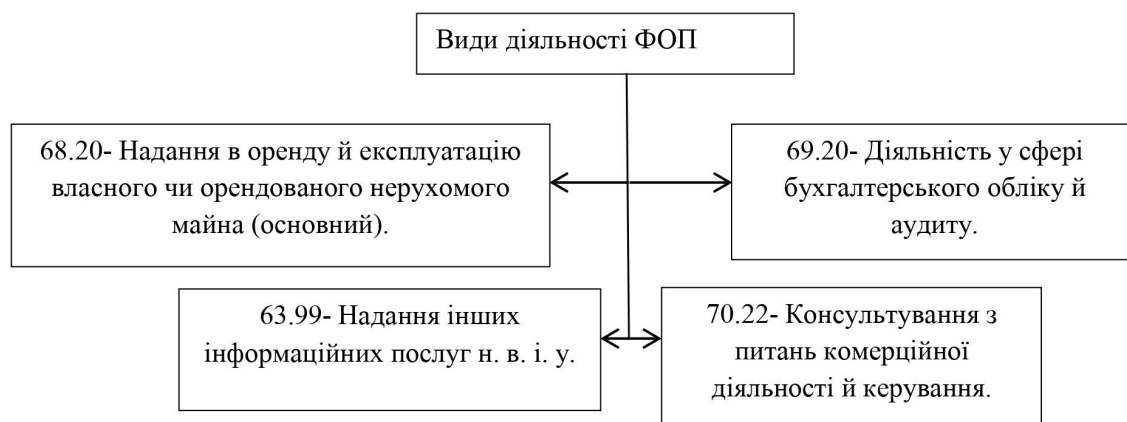 Види діяльності ФОП
68.20- Надання в оренду й експлуатацію
власного чи орендованого нерухомого
майна (основний).
69.20- Діяльність у сфері
бухгалтерського обліку й
аудиту.
63.99- Надання інших
інформаційних послуг н. в. і. у.
70.22- Консультування з
питань комерційної
діяльності й керування.